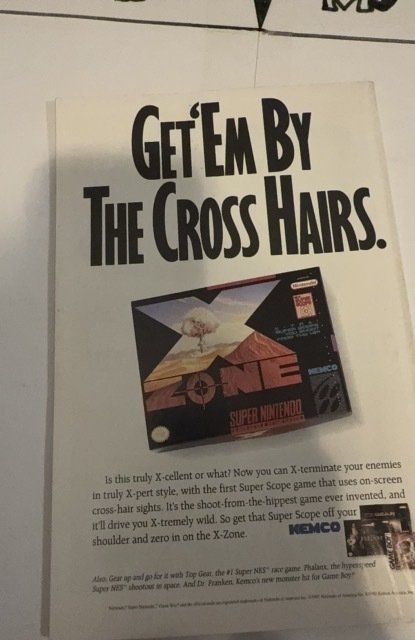 GET 'EM BY
THE CROSS HAIRS.
Nintendo
X
ZONE
KEMCO
SUPER NINTENDO
Is this truly X-cellent or what? Now you can X-terminate your enemies
in truly X-pert style, with the first Super Scope game that uses on-screen
cross-hair sights. It's the shoot-from-the-hippest game ever invented, and
it'll drive you X-tremely wild. So get that Super Scope off your
shoulder and zero in on the X-Zone.
KEMCO
Also: Gear up and go for it with Top Gear, the #1 Super NES™ race game. Phalanx, the hyperspeed
Super NES™ shootout in space. And Dr. Franken, Kemco's new monster hit for Game Boy®